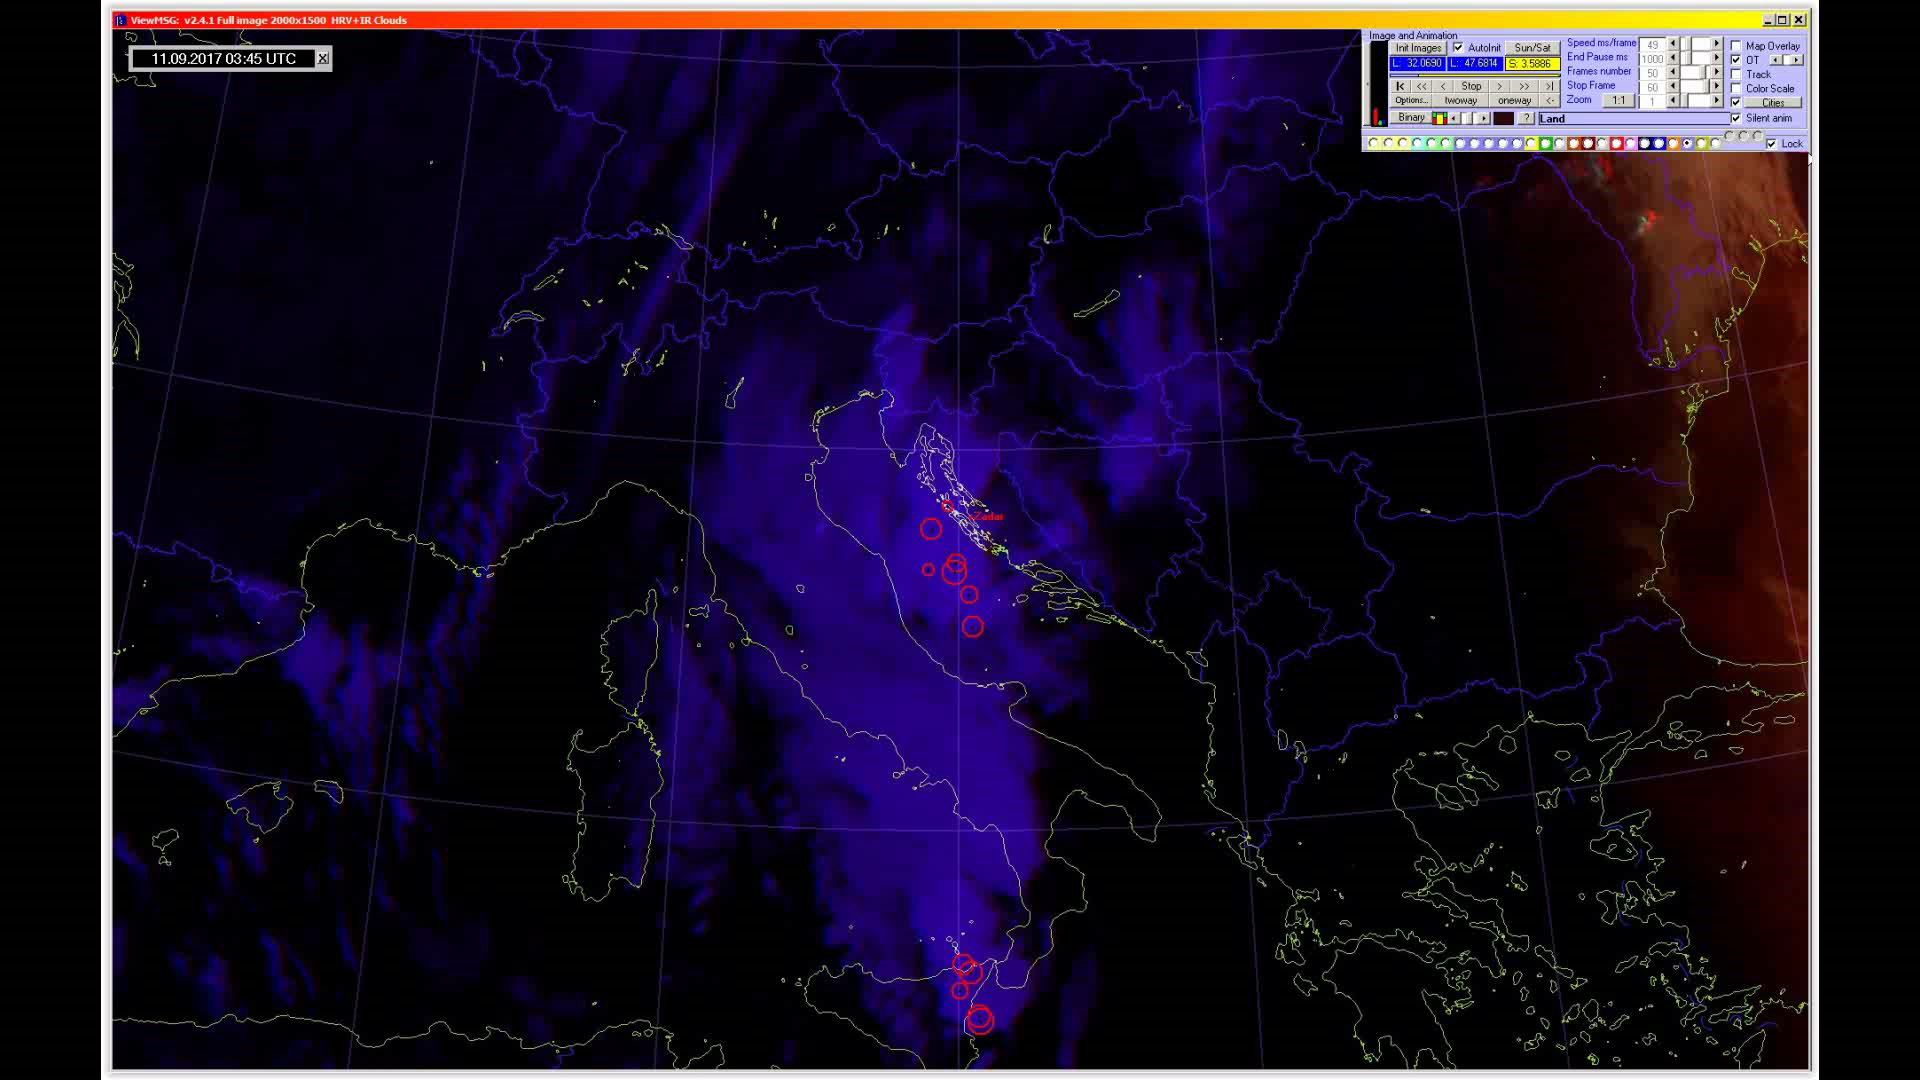 ViewMSG: v2.4.1 Full image 2000x1500 HRV+IR Clouds
11.09.2017 03:45 UTC
Image and Animation
Init Images AutoInit Sun/Sat
L: 32.0690 L: 47.6814 S: 3.5886
Stop
Options... twoway oneway <-
Binary ? Land
Speed ms/frame 49
End Pause ms 1000
Frames number 50
Stop Frame 60
Zoom 1:1 1
Map Overlay
OT
Track
Color Scale
Cities
Silent anim
Lock
Zadar